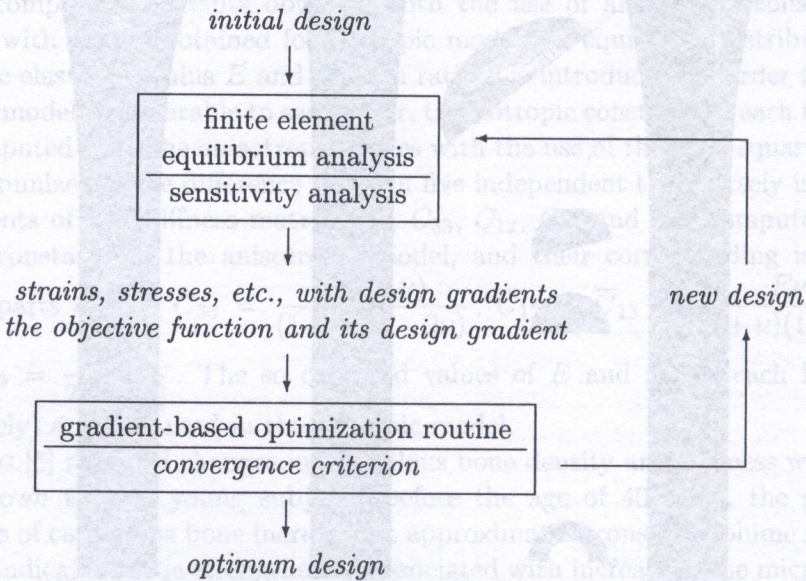 initial design
finite element
equilibrium analysis
sensitivity analysis
strains, stresses, etc., with design gradients
the objective function and its design gradient
new design
gradient-based optimization routine
convergence criterion
optimum design